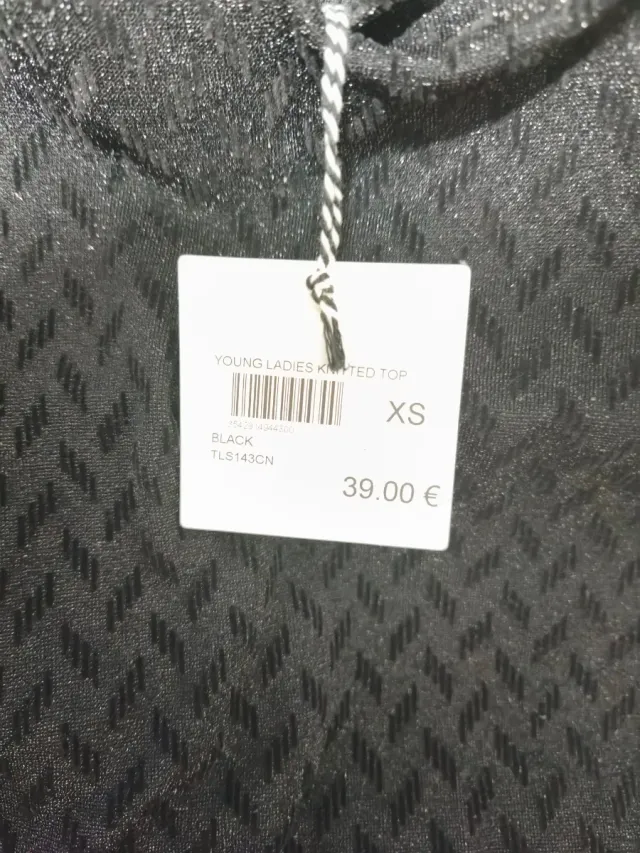 YOUNG LADIES KNITTED TOP
XS
BLACK
TLS143CN
39.00 €